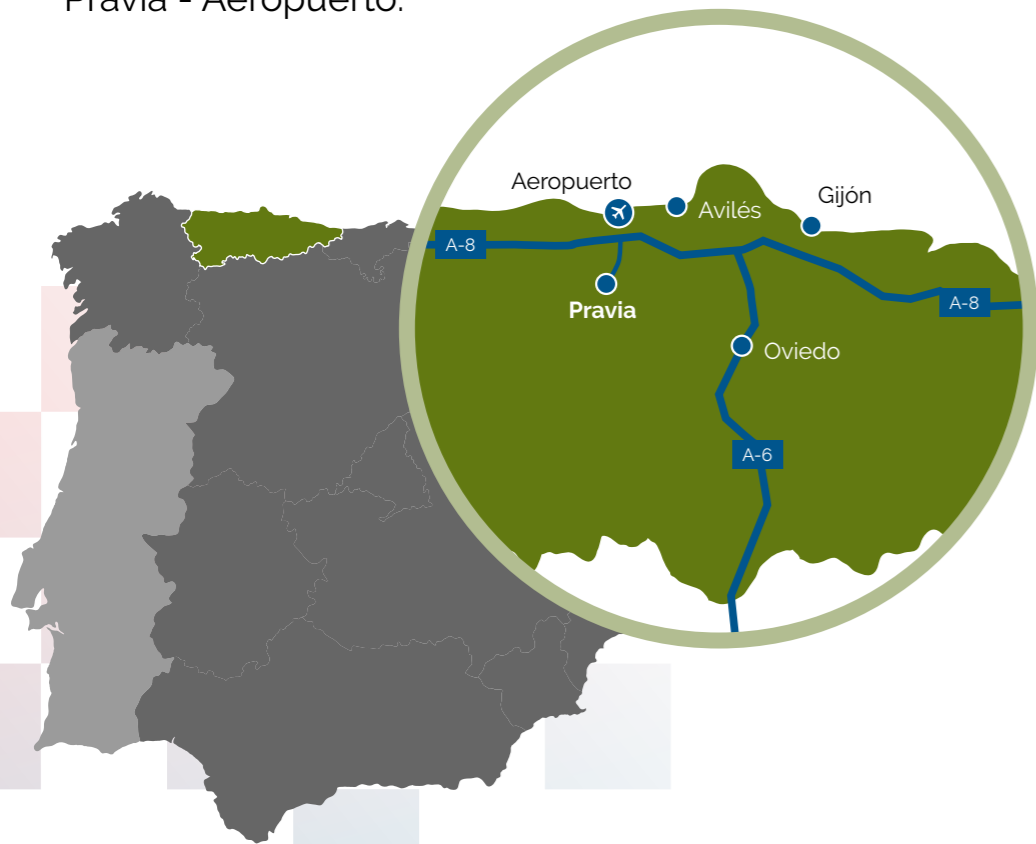 Pravia - Aeropuerto.
Aeropuerto
Gijón
Avilés
A-8
Pravia
A-8
Oviedo
A-6